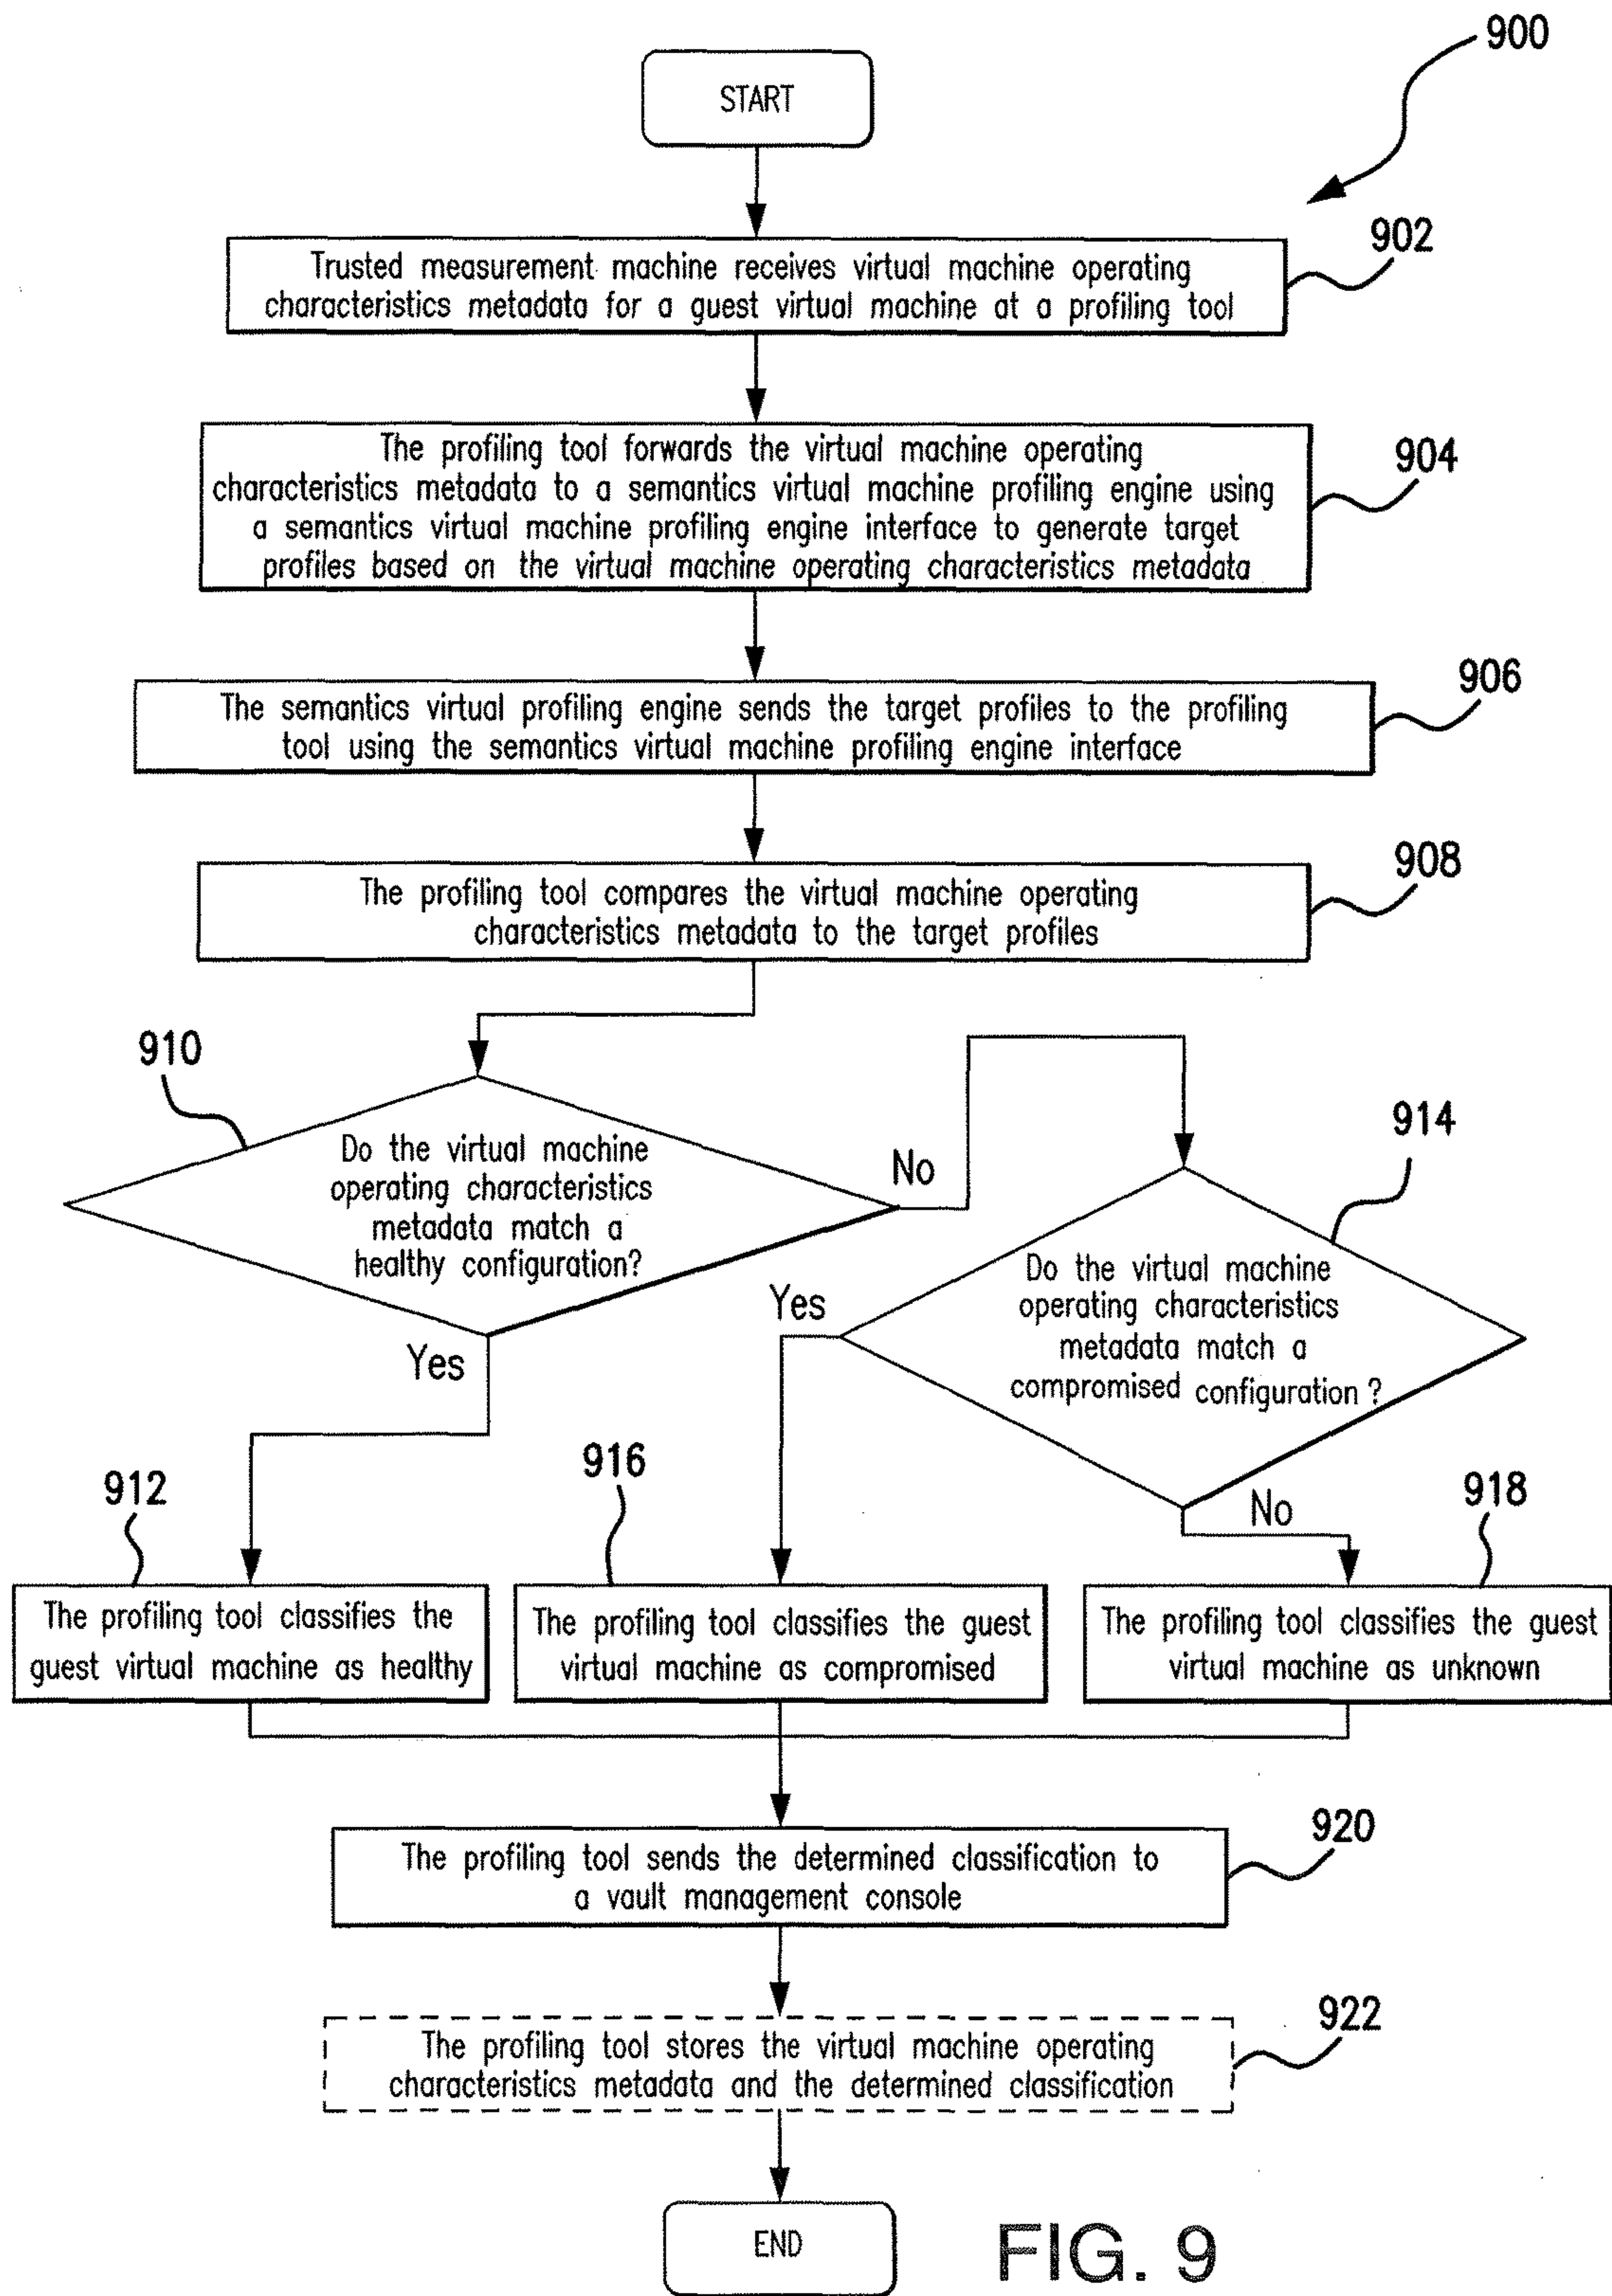 900
START
902
Trusted measurement machine receives virtual machine operating
characteristics metadata for a guest virtual machine at a profiling tool
904
The profiling tool forwards the virtual machine operating
characteristics metadata to a semantics virtual machine profiling engine using
a semantics virtual machine profiling engine interface to generate target
profiles based on the virtual machine operating characteristics metadata
906
The semantics virtual profiling engine sends the target profiles to the profiling
tool using the semantics virtual machine profiling engine interface
908
The profiling tool compares the virtual machine operating
characteristics metadata to the target profiles
910
Do the virtual machine
operating characteristics
metadata match a
healthy configuration?
No
Yes
914
Do the virtual machine
operating characteristics
metadata match a
compromised configuration?
Yes
No
912
The profiling tool classifies the
guest virtual machine as healthy
916
The profiling tool classifies the guest
virtual machine as compromised
918
The profiling tool classifies the guest
virtual machine as unknown
920
The profiling tool sends the determined classification to
a vault management console
922
The profiling tool stores the virtual machine operating
characteristics metadata and the determined classification
END
FIG. 9